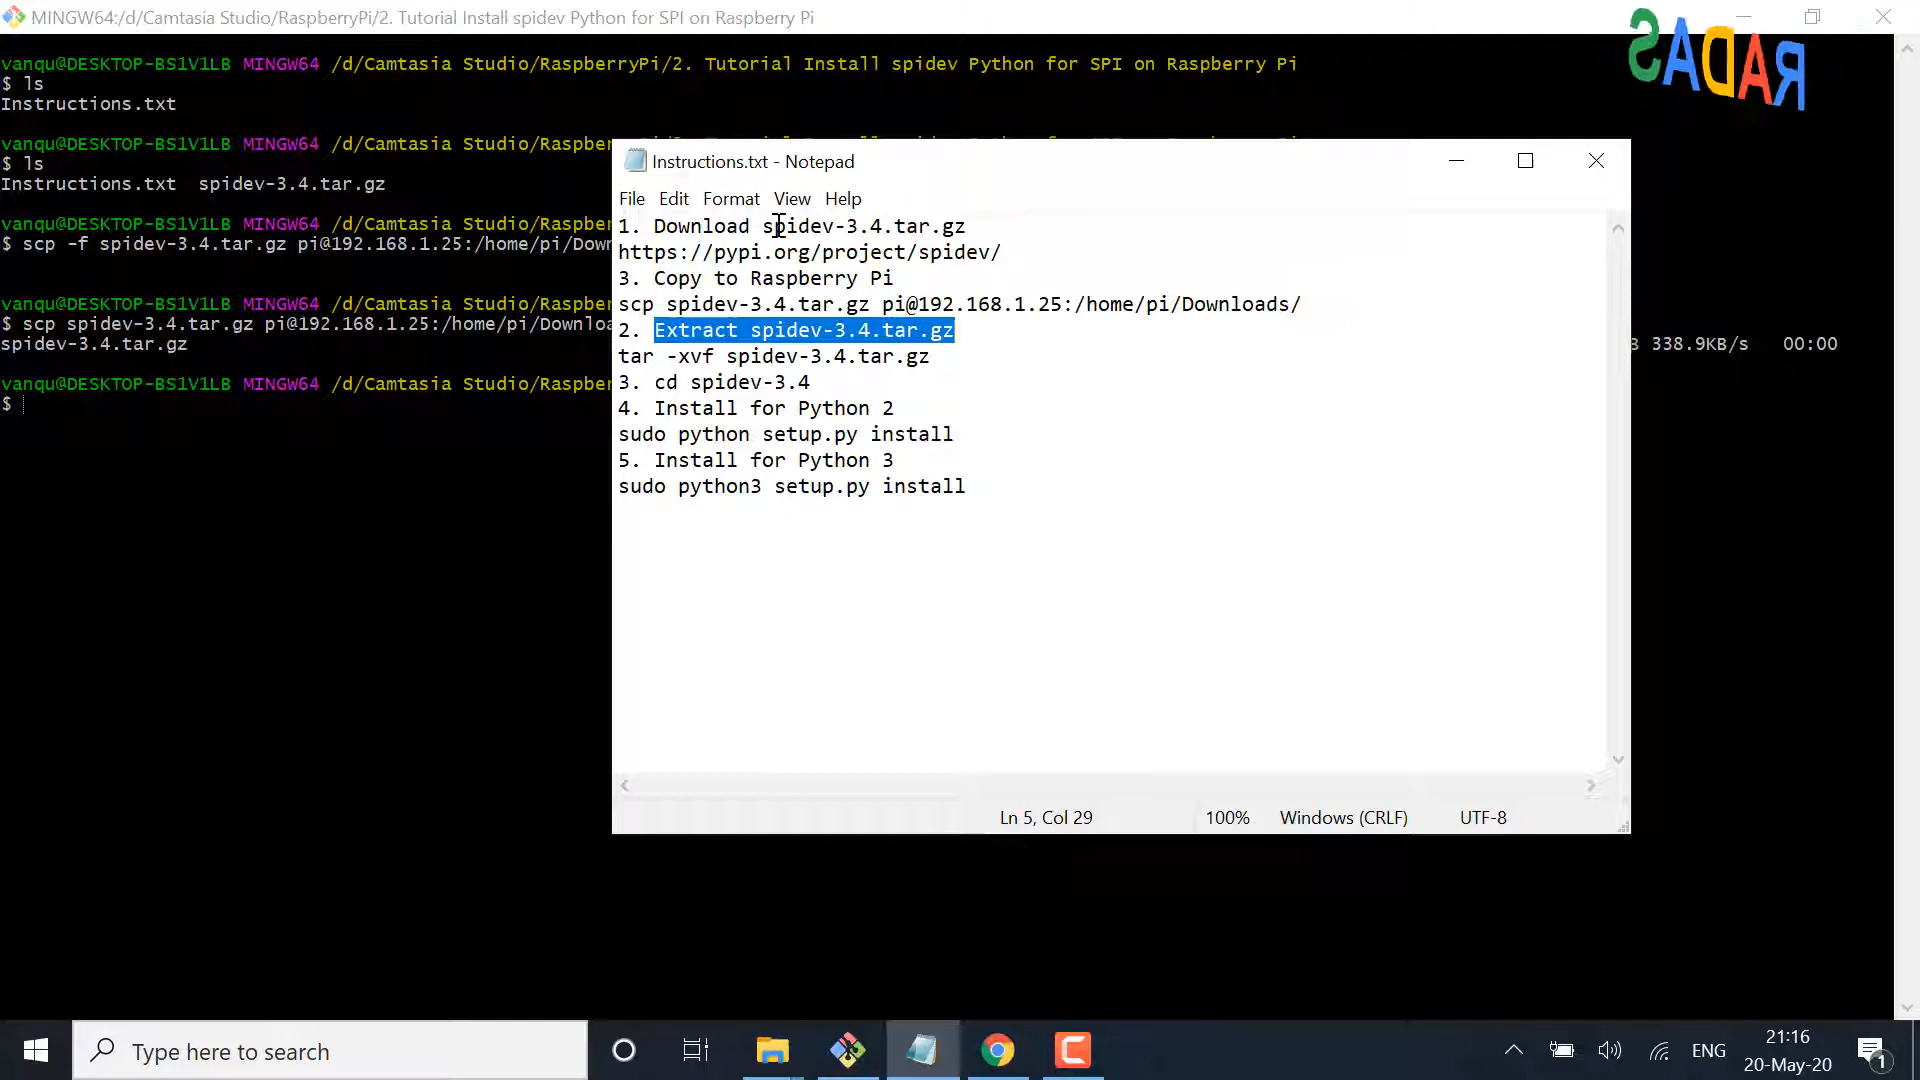 MINGW64:/d/Camtasia Studio/RaspberryPi/2. Tutorial Install spidev Python for SPI on Raspberry Pi
RADAS
vanqu@DESKTOP-BS1V1LB MINGW64 /d/Camtasia Studio/RaspberryPi/2. Tutorial Install spidev Python for SPI on Raspberry Pi
$ ls
Instructions.txt
vanqu@DESKTOP-BS1V1LB MINGW64 /d/Camtasia Studio/Raspber
$ ls
Instructions.txt  spidev-3.4.tar.gz
vanqu@DESKTOP-BS1V1LB MINGW64 /d/Camtasia Studio/Raspber
$ scp -f spidev-3.4.tar.gz pi@192.168.1.25:/home/pi/Down
vanqu@DESKTOP-BS1V1LB MINGW64 /d/Camtasia Studio/Raspber
$ scp spidev-3.4.tar.gz pi@192.168.1.25:/home/pi/Downloa
spidev-3.4.tar.gz
338.9KB/s 00:00
vanqu@DESKTOP-BS1V1LB MINGW64 /d/Camtasia Studio/Raspber
$
Instructions.txt - Notepad
File Edit Format View Help
1. Download spidev-3.4.tar.gz
https://pypi.org/project/spidev/
3. Copy to Raspberry Pi
scp spidev-3.4.tar.gz pi@192.168.1.25:/home/pi/Downloads/
2. Extract spidev-3.4.tar.gz
tar -xvf spidev-3.4.tar.gz
3. cd spidev-3.4
4. Install for Python 2
sudo python setup.py install
5. Install for Python 3
sudo python3 setup.py install
Ln 5, Col 29 100% Windows (CRLF) UTF-8
Type here to search
ENG
21:16
20-May-20
1